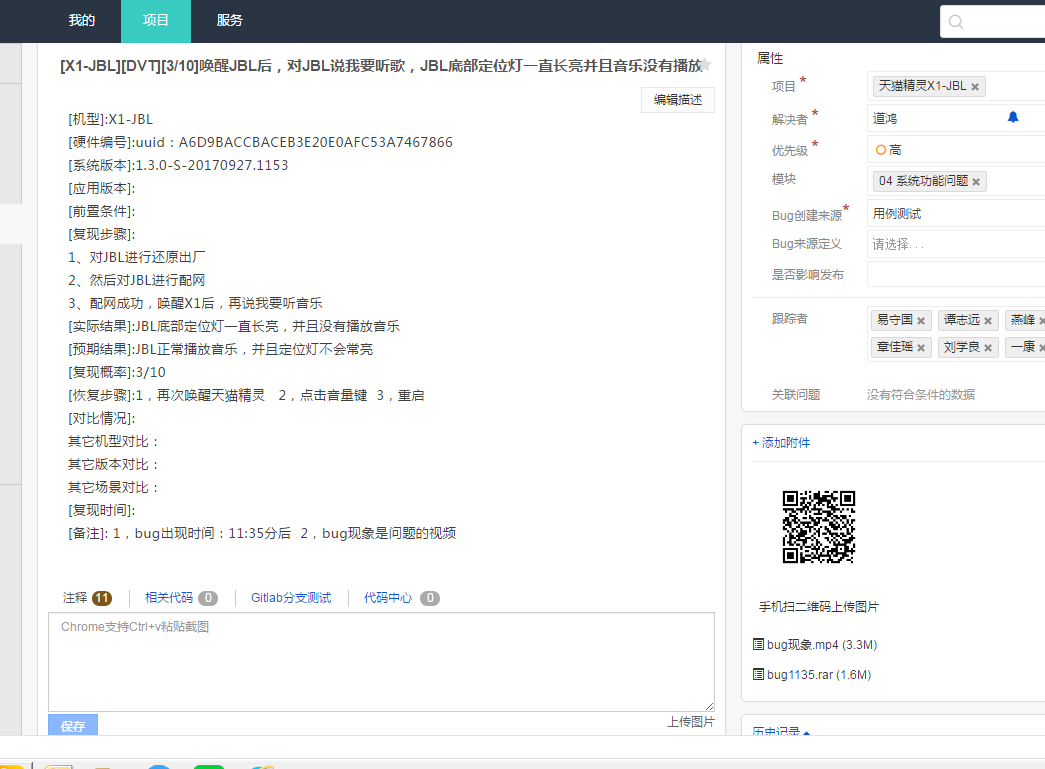 我的 项目 服务
[X1-JBL][DVT][3/10]唤醒JBL后，对JBL说我要听歌，JBL底部定位灯一直长亮并且音乐没有播放
编辑描述
[机型]:X1-JBL
[硬件编号]:uuid：A6D9BACCBACEB3E20E0AFC53A7467866
[系统版本]:1.3.0-S-20170927.1153
[应用版本]:
[前置条件]:
[复现步骤]:
1、对JBL进行还原出厂
2、然后对JBL进行配网
3、配网成功，唤醒X1后，再说我要听音乐
[实际结果]:JBL底部定位灯一直长亮，并且没有播放音乐
[预期结果]:JBL正常播放音乐，并且定位灯不会常亮
[复现概率]:3/10
[恢复步骤]:1，再次唤醒天猫精灵 2，点击音量键 3，重启
[对比情况]:
其它机型对比：
其它版本对比：
其它场景对比：
[复现时间]:
[备注]: 1，bug出现时间：11:35分后 2，bug现象是问题的视频
注释 11 相关代码 0 Gitlab分支测试 代码中心 0
Chrome支持Ctrl+v粘贴截图
保存
上传图片
属性
项目* 天猫精灵X1-JBL ×
解决者* 道鸿
优先级* 高
模块 04 系统功能问题 ×
Bug创建来源* 用例测试
Bug来源定义 请选择...
是否影响发布
跟踪者 易守国 × 谭志远 × 燕峰 ×
章佳瑶 × 刘学良 × 一康 ×
关联问题 没有符合条件的数据
+ 添加附件
手机扫二维码上传图片
bug现象.mp4 (3.3M)
bug1135.rar (1.6M)
历史记录